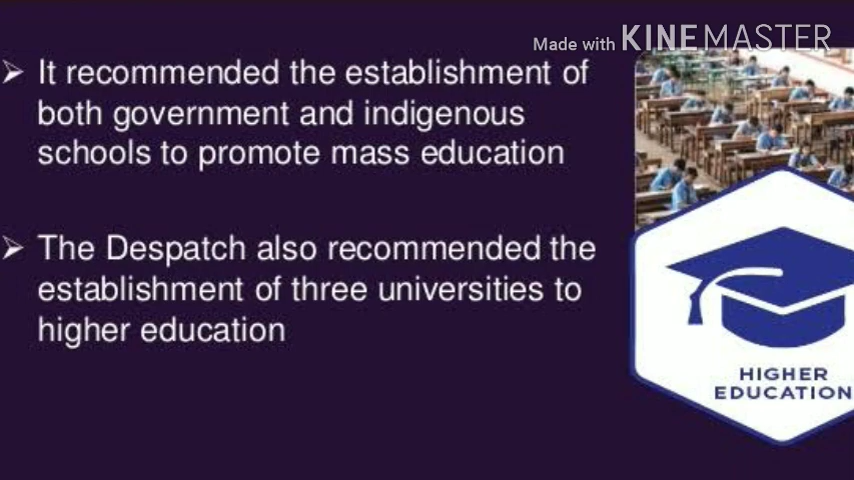 Made with KINEMASTER
➢ It recommended the establishment of
both government and indigenous
schools to promote mass education
➢ The Despatch also recommended the
establishment of three universities to
higher education
HIGHER
EDUCATION